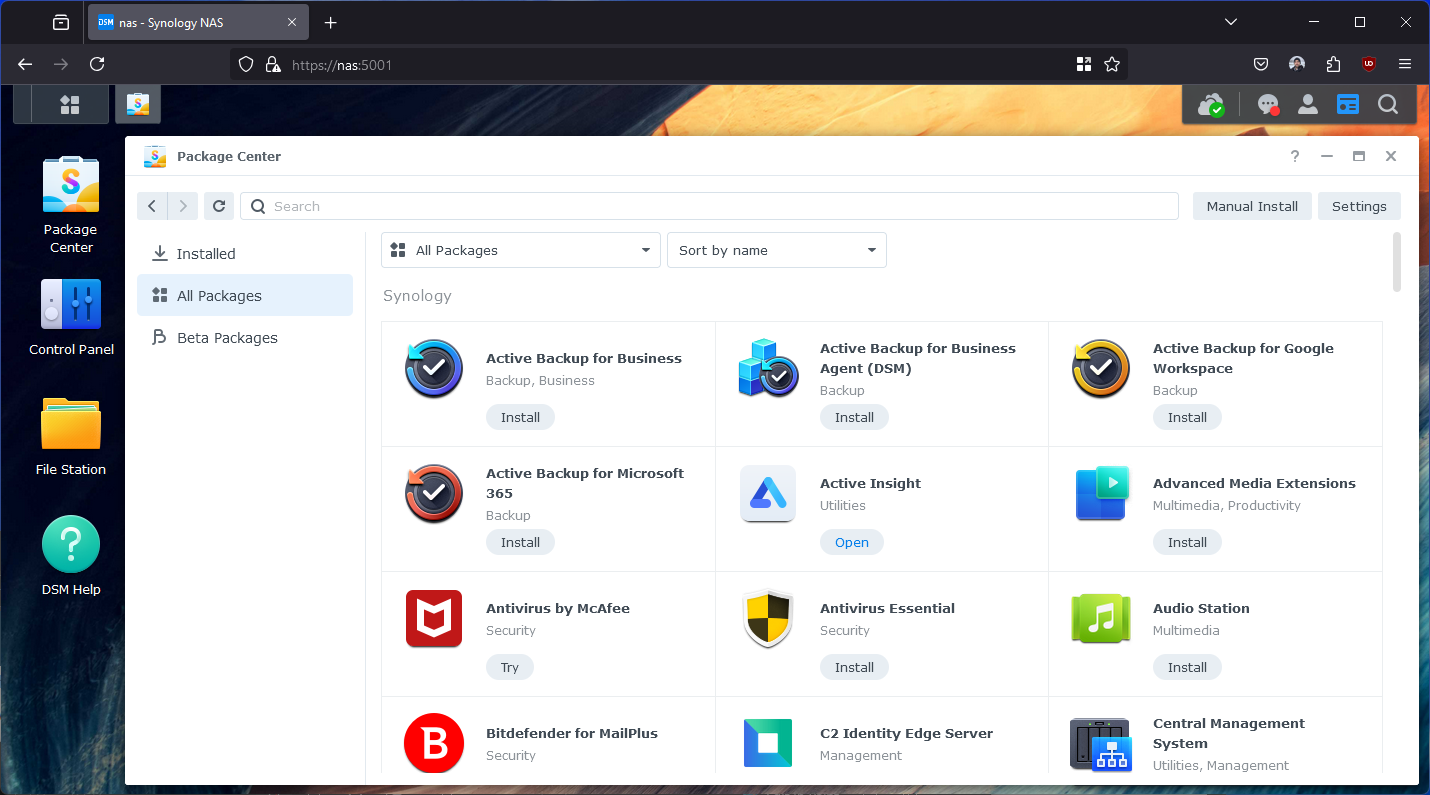 DSM nas - Synology NAS
https://nas:5001
UD
S
Package
Center
Control Panel
File Station
?
DSM Help
S Package Center
?
Search
Manual Install
Settings
Installed
All Packages
Beta Packages
All Packages
Sort by name
Synology
Active Backup for Business
Backup, Business
Install
Active Backup for Business
Agent (DSM)
Backup
Install
Active Backup for Google
Workspace
Backup
Install
Active Backup for Microsoft
365
Backup
Install
Active Insight
Utilities
Open
Advanced Media Extensions
Multimedia, Productivity
Install
Antivirus by McAfee
Security
Try
Antivirus Essential
Security
Install
Audio Station
Multimedia
Install
B
Bitdefender for MailPlus
Security
C2 Identity Edge Server
Management
Central Management
System
Utilities, Management